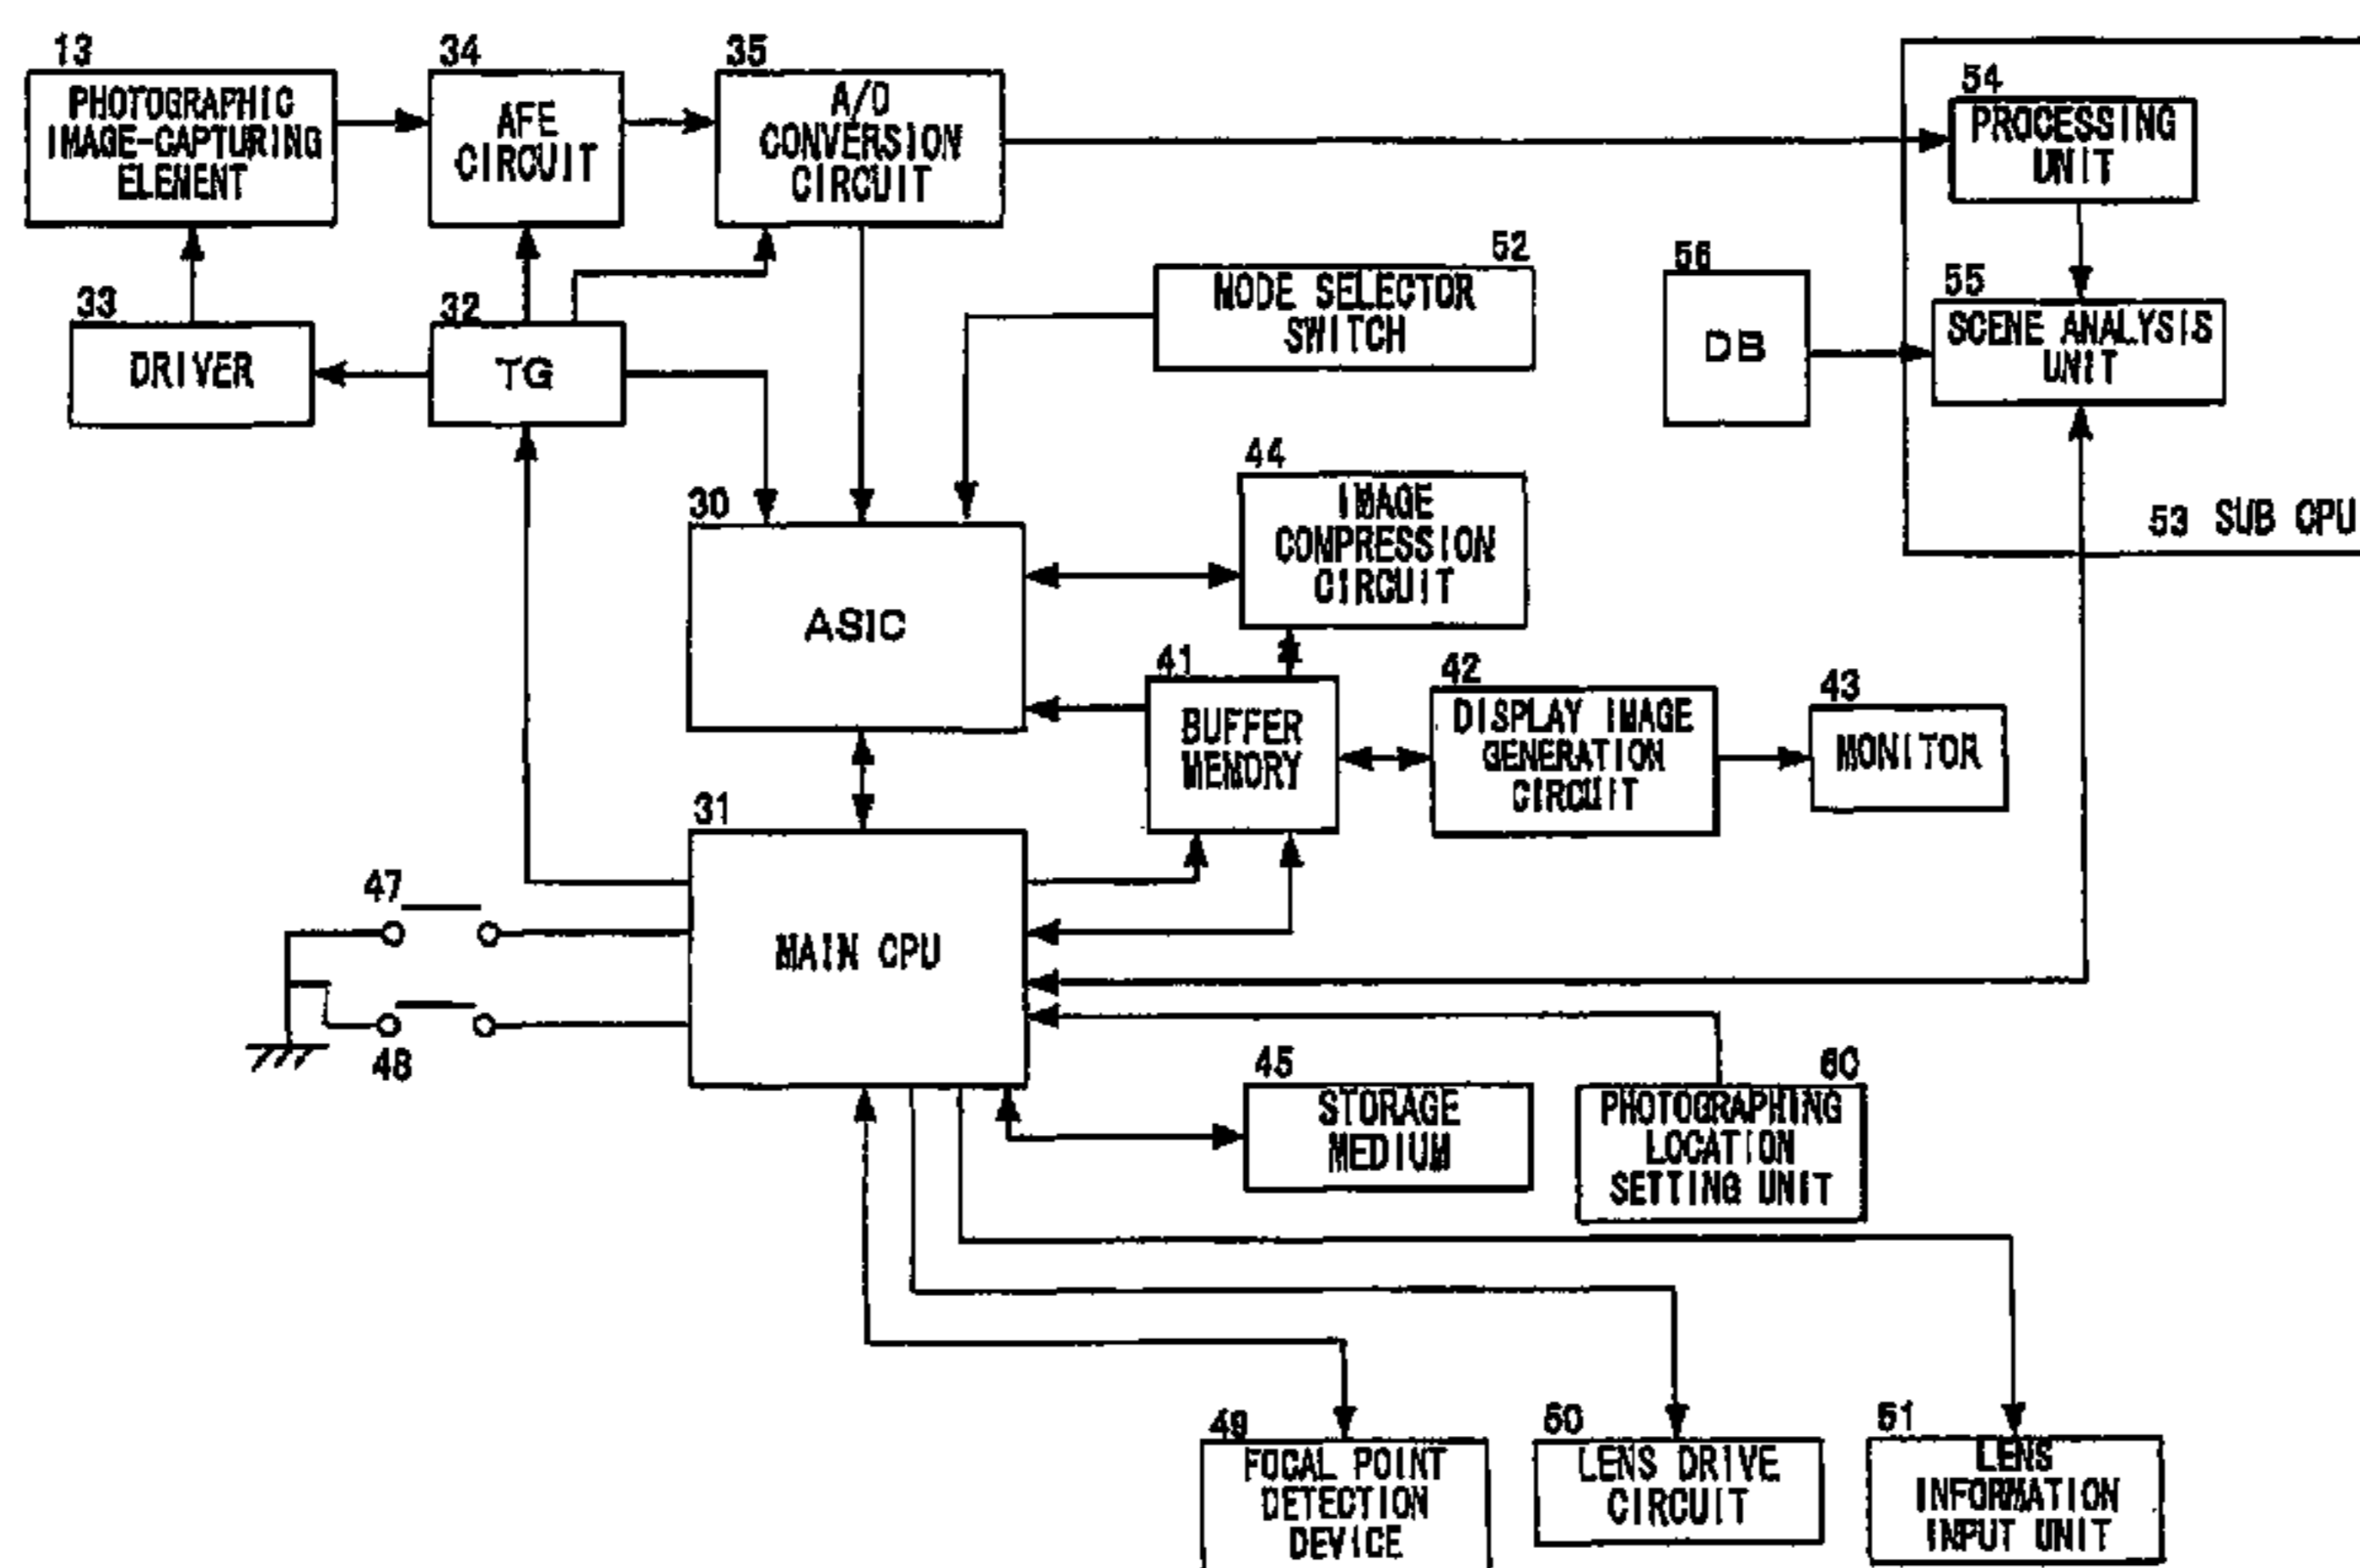 13
PHOTOGRAPHIC
IMAGE-CAPTURING
ELEMENT
34
AFE
CIRCUIT
35
A/D
CONVERSION
CIRCUIT
54
PROCESSING
UNIT
33
DRIVER
32
TG
52
MODE SELECTOR
SWITCH
56
DB
55
SCENE ANALYSIS
UNIT
53 SUB CPU
30
ASIC
44
IMAGE
COMPRESSION
CIRCUIT
41
BUFFER
MEMORY
42
DISPLAY IMAGE
GENERATION
CIRCUIT
43
MONITOR
31
MAIN CPU
47
48
45
STORAGE
MEDIUM
60
PHOTOGRAPHING
LOCATION
SETTING UNIT
49
FOCAL POINT
DETECTION
DEVICE
50
LENS DRIVE
CIRCUIT
51
LENS
INFORMATION
INPUT UNIT